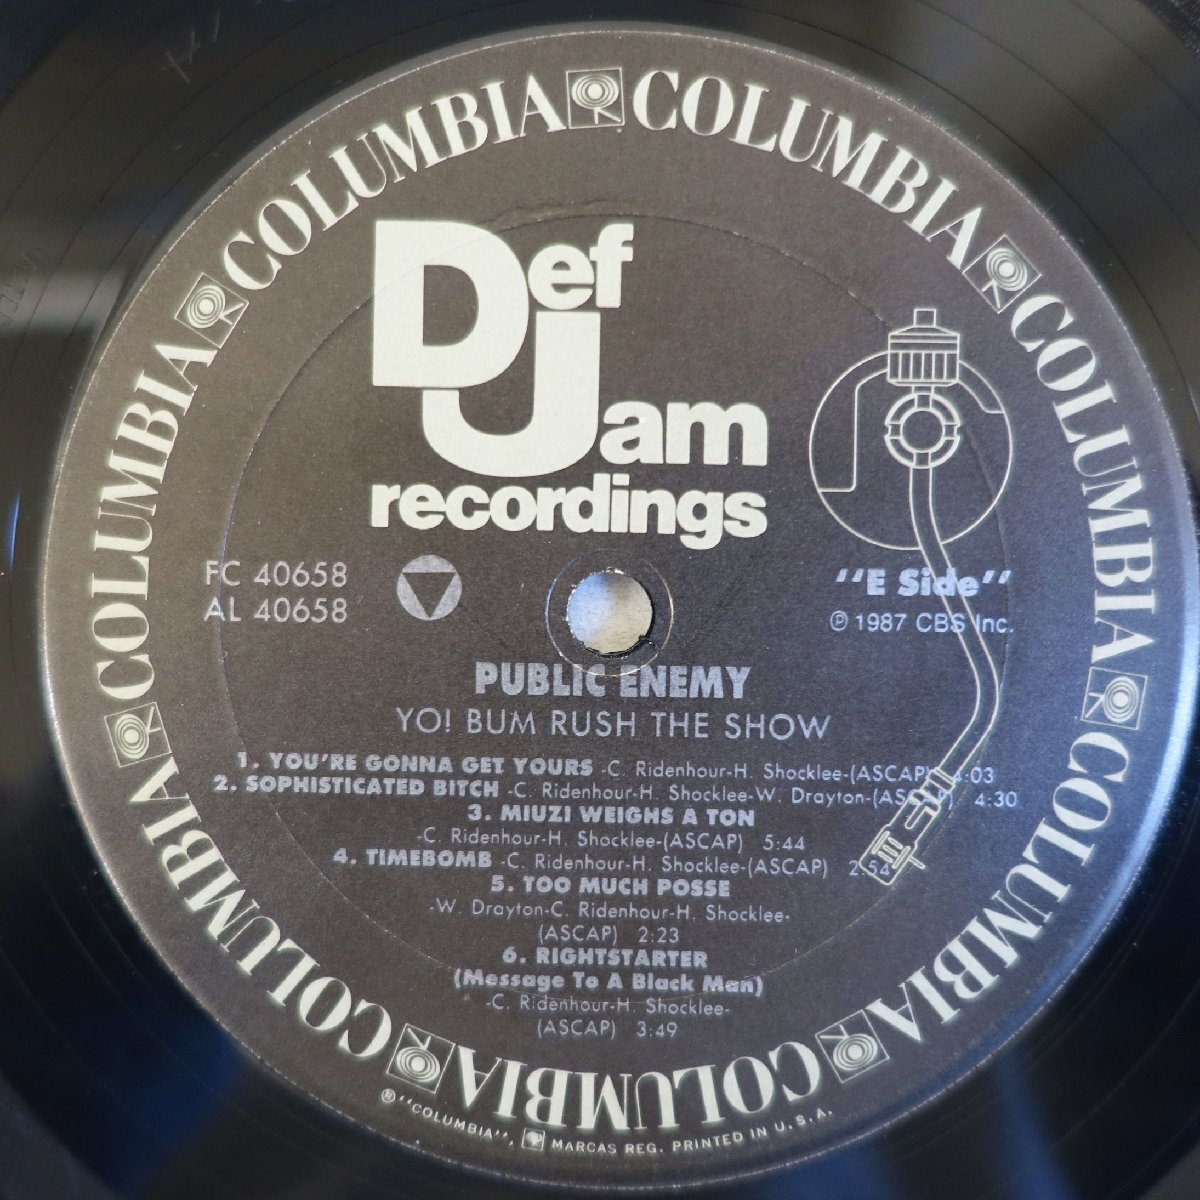 COLUMBIA COLUMBIA COLUMBIA COLUMBIA COLUMBIA COLUMBIA COLUMBIA COLUMBIA
Def
Jam
recordings
FC 40658
AL 40658
"E Side"
℗ 1987 CBS Inc.
PUBLIC ENEMY
YO! BUM RUSH THE SHOW
1. YOU'RE GONNA GET YOURS -C. Ridenhour-H. Shocklee-(ASCAP) 4:03
2. SOPHISTICATED BITCH -C. Ridenhour-H. Shocklee-W. Drayton-(ASCAP) 4:30
3. MIUZI WEIGHS A TON
-C. Ridenhour-H. Shocklee-(ASCAP) 5:44
4. TIMEBOMB -C. Ridenhour-H. Shocklee-(ASCAP) 2:54
5. TOO MUCH POSSE
-W. Drayton-C. Ridenhour-H. Shocklee-
(ASCAP) 2:23
6. RIGHTSTARTER
(Message To A Black Man)
-C. Ridenhour-H. Shocklee-
(ASCAP) 3:49
® "COLUMBIA", MARCAS REG. PRINTED IN U.S.A.